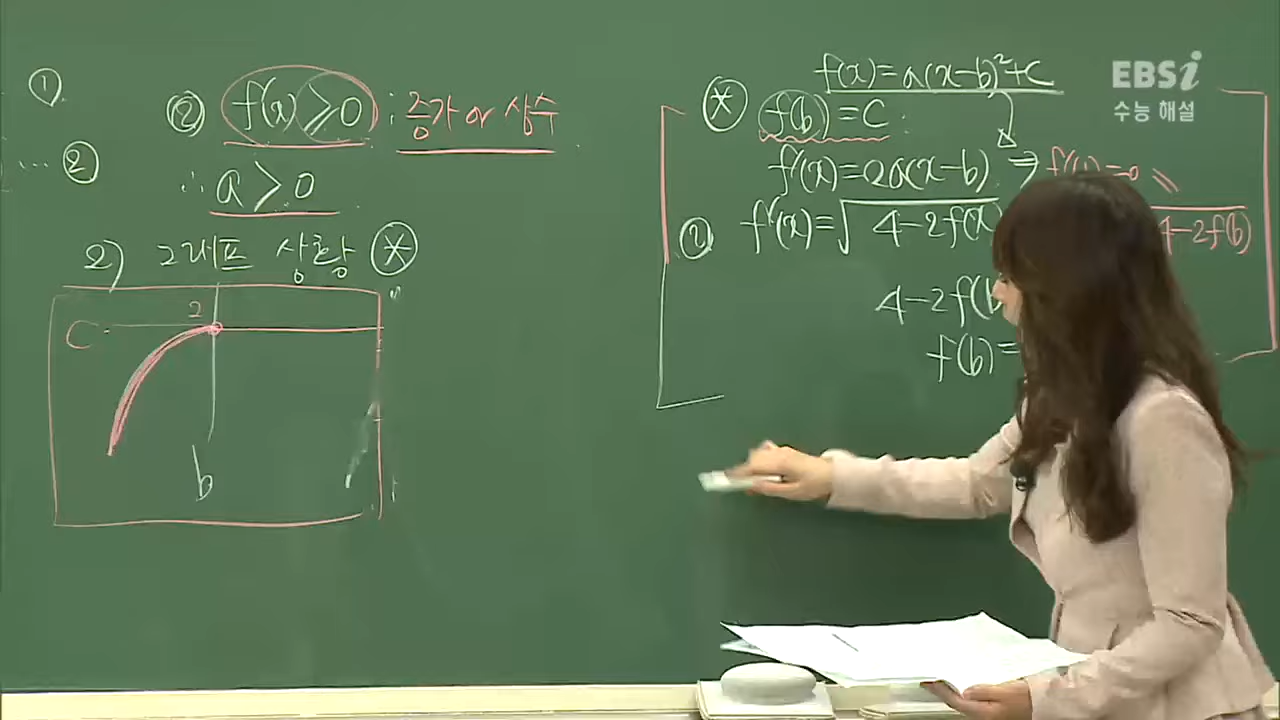 ①
② f(x) ≥ 0 : 증가 or 상수
... ②
∴ a > 0
2) 그래프 상황 ⊛
2
C
b
f(x)=a(x-b)²+C
⊛ f(b)=C
f'(x)=2a(x-b) ⇒
② f'(x)=√4-2f(x)
4-2f(b)
4-2f(b
f(b)=
EBSi
수능 해설